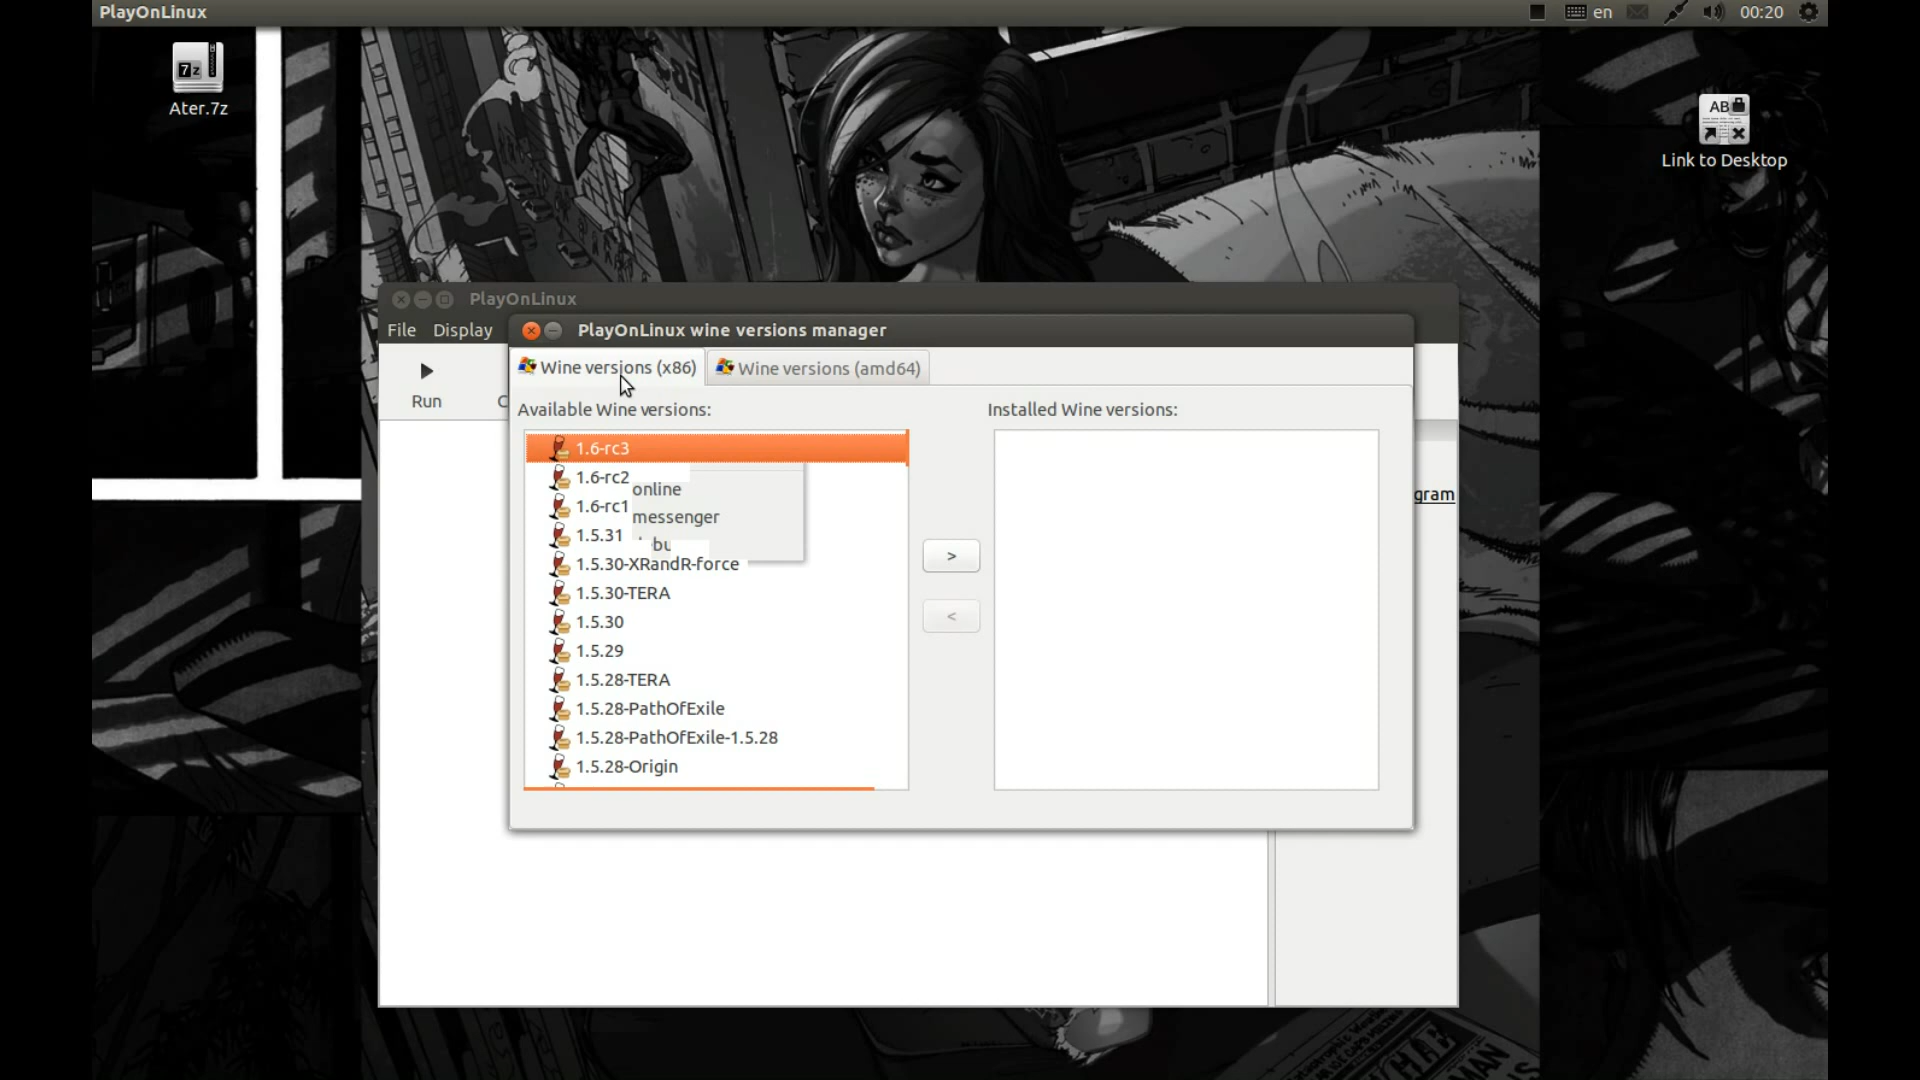 PlayOnLinux
en
00:20
7z
Ater.7z
AB
Link to Desktop
PlayOnLinux
File Display
PlayOnLinux wine versions manager
Wine versions (x86)
Wine versions (amd64)
Run
Available Wine versions:
Installed Wine versions:
1.6-rc3
1.6-rc2
online
1.6-rc1
messenger
1.5.31
1.5.30-XRandR-force
1.5.30-TERA
1.5.30
1.5.29
1.5.28-TERA
1.5.28-PathOfExile
1.5.28-PathOfExile-1.5.28
1.5.28-Origin
>
<
gram